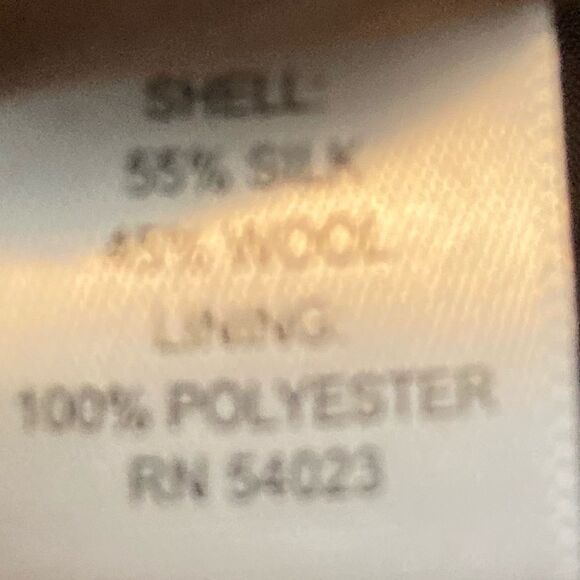 SHELL:
55% SILK
45% WOOL
LINING:
100% POLYESTER
RN 54023